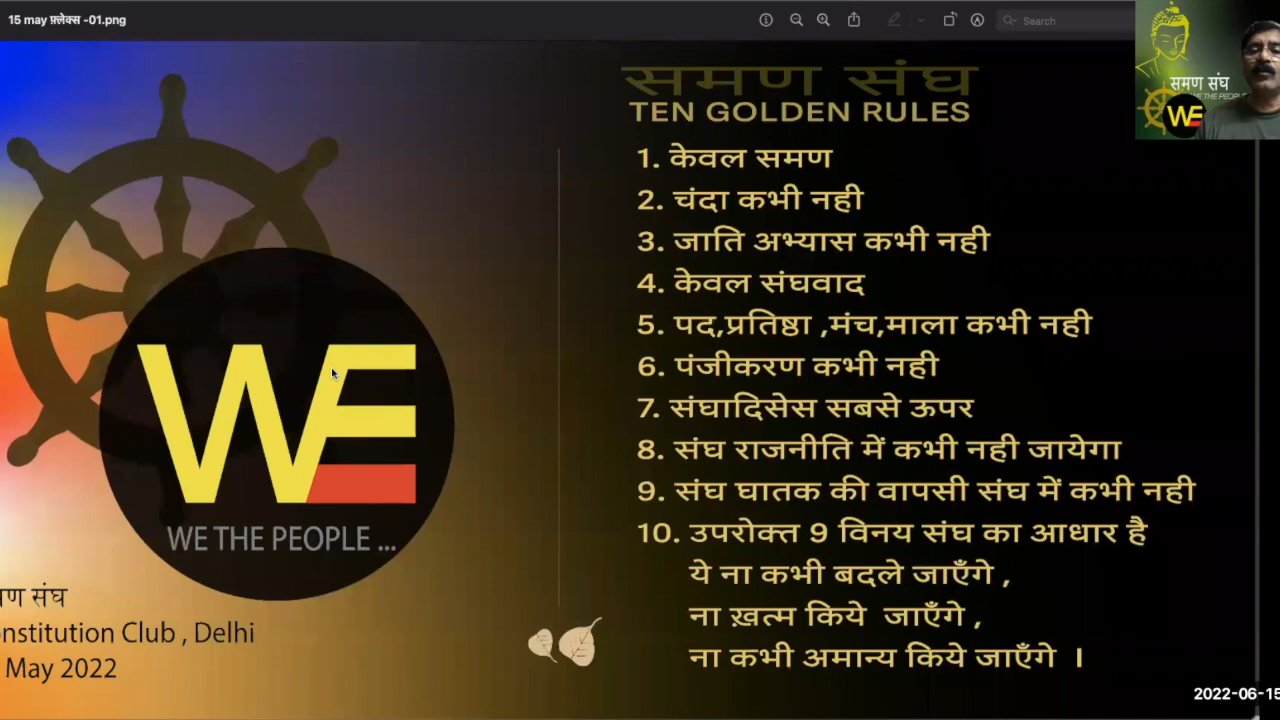 15 may फ़्लेक्स -01.png
Search
समण संघ
TEN GOLDEN RULES
1. केवल समण
2. चंदा कभी नही
3. जाति अभ्यास कभी नही
4. केवल संघवाद
5. पद,प्रतिष्ठा ,मंच,माला कभी नही
6. पंजीकरण कभी नही
7. संघादिसेस सबसे ऊपर
8. संघ राजनीति में कभी नही जायेगा
9. संघ घातक की वापसी संघ में कभी नही
10. उपरोक्त 9 विनय संघ का आधार है
ये ना कभी बदले जाएँगे ,
ना ख़त्म किये जाएँगे ,
ना कभी अमान्य किये जाएँगे ।
WE
WE THE PEOPLE ...
संघ
Club , Delhi
May 2022
समण संघ
WE THE PEOPLE
WE
2022-06-15